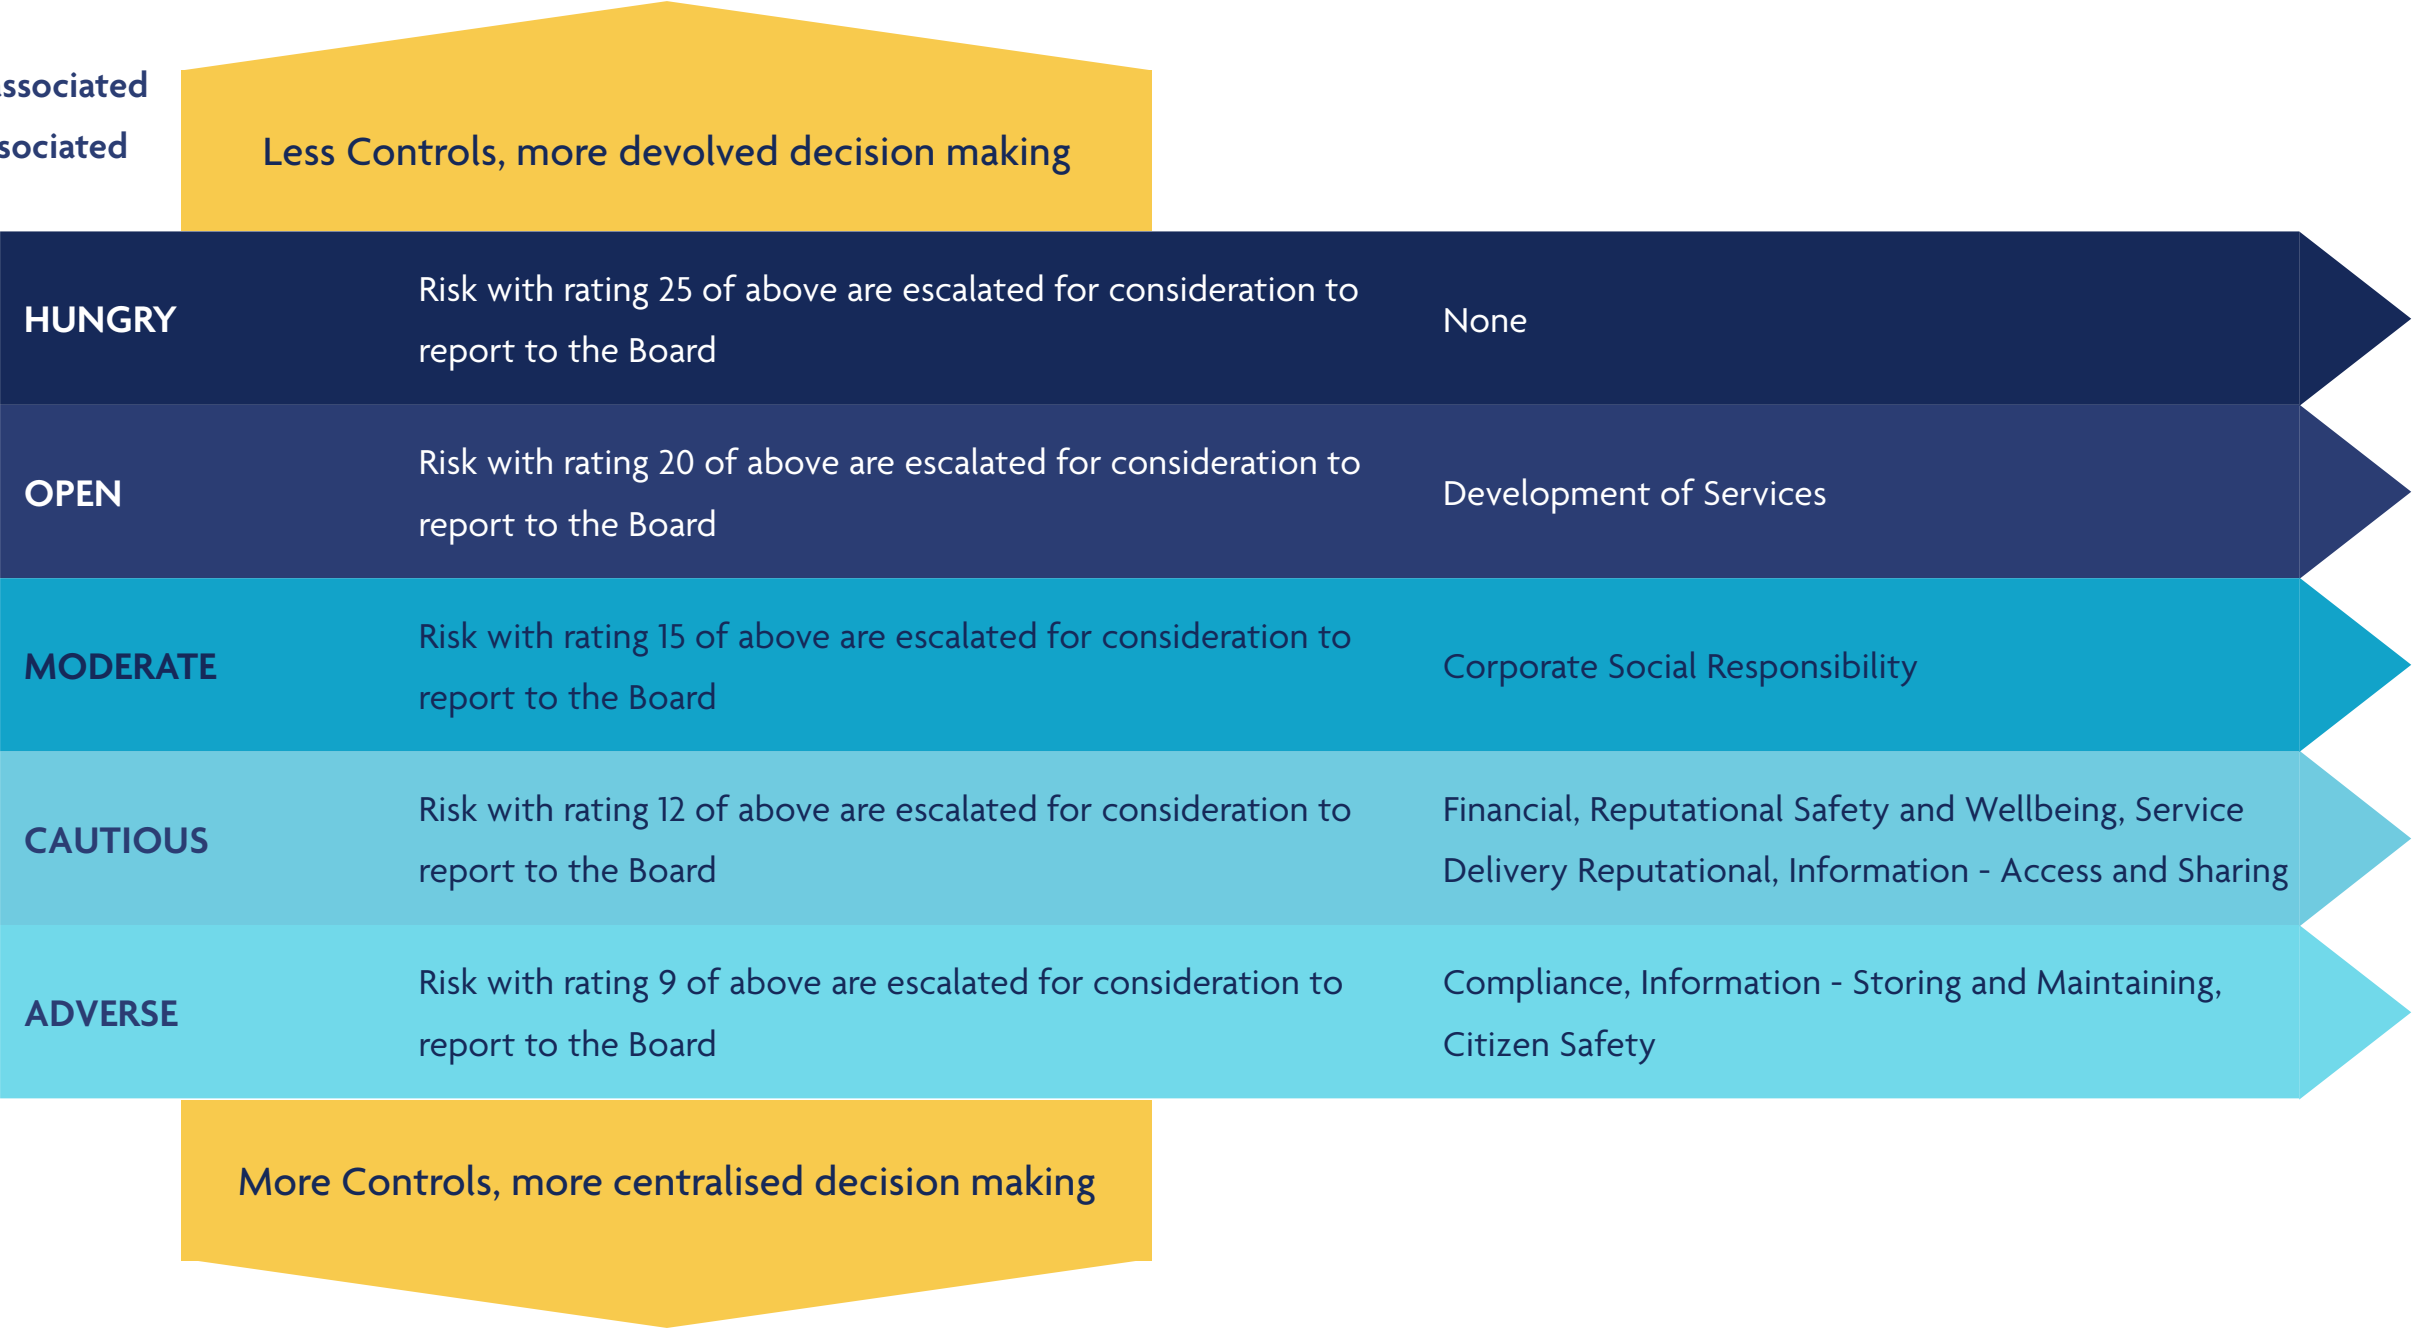 Less Controls, more devolved decision making
HUNGRY
Risk with rating 25 of above are escalated for consideration to
report to the Board
None
OPEN
Risk with rating 20 of above are escalated for consideration to
report to the Board
Development of Services
MODERATE
Risk with rating 15 of above are escalated for consideration to
report to the Board
Corporate Social Responsibility
CAUTIOUS
Risk with rating 12 of above are escalated for consideration to
report to the Board
Financial, Reputational Safety and Wellbeing, Service
Delivery Reputational, Information - Access and Sharing
ADVERSE
Risk with rating 9 of above are escalated for consideration to
report to the Board
Compliance, Information - Storing and Maintaining,
Citizen Safety
More Controls, more centralised decision making